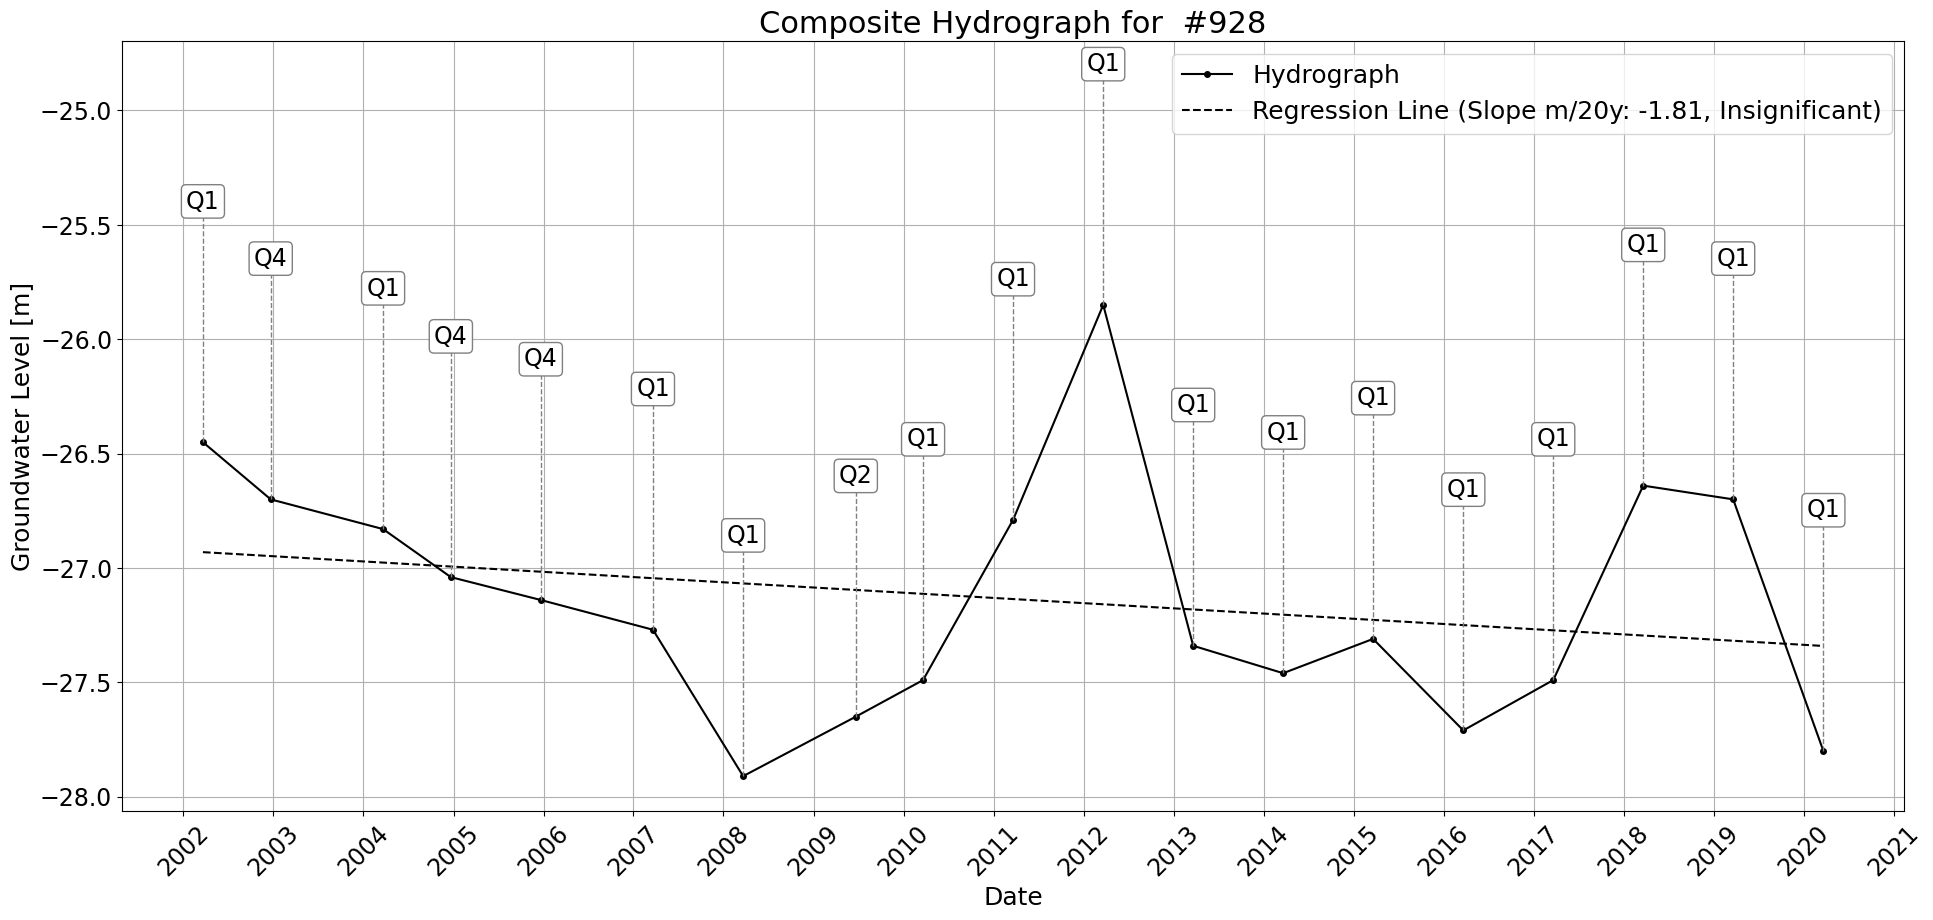 Composite Hydrograph for #928
Hydrograph
Regression Line (Slope m/20y: -1.81, Insignificant)
Groundwater Level [m]
−25.0
−25.5
−26.0
−26.5
−27.0
−27.5
−28.0
Q1
Q4
Q1
Q4
Q4
Q1
Q1
Q2
Q1
Q1
Q1
Q1
Q1
Q1
Q1
Q1
Q1
Q1
Q1
2002
2003
2004
2005
2006
2007
2008
2009
2010
2011
2012
2013
2014
2015
2016
2017
2018
2019
2020
2021
Date